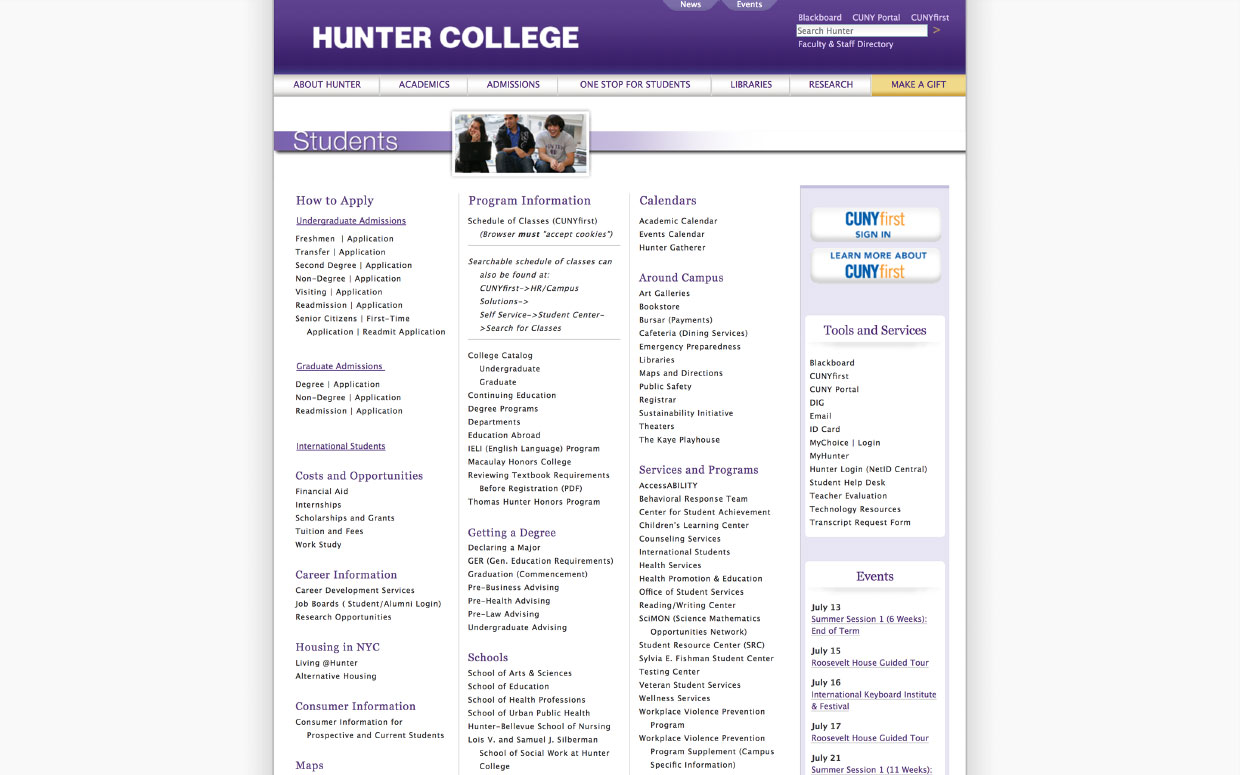 News
Events
HUNTER COLLEGE
Blackboard CUNY Portal CUNYfirst
Search Hunter >
Faculty & Staff Directory
ABOUT HUNTER
ACADEMICS
ADMISSIONS
ONE STOP FOR STUDENTS
LIBRARIES
RESEARCH
MAKE A GIFT
Students
How to Apply
Undergraduate Admissions
Freshmen | Application
Transfer | Application
Second Degree | Application
Non-Degree | Application
Visiting | Application
Readmission | Application
Senior Citizens | First-Time
Application | Readmit Application
Graduate Admissions
Degree | Application
Non-Degree | Application
Readmission | Application
International Students
Costs and Opportunities
Financial Aid
Internships
Scholarships and Grants
Tuition and Fees
Work Study
Career Information
Career Development Services
Job Boards ( Student/Alumni Login)
Research Opportunities
Housing in NYC
Living @Hunter
Alternative Housing
Consumer Information
Consumer Information for
Prospective and Current Students
Maps
Program Information
Schedule of Classes (CUNYfirst)
(Browser must "accept cookies")
Searchable schedule of classes can
also be found at:
CUNYfirst->HR/Campus
Solutions->
Self Service->Student Center-
>Search for Classes
College Catalog
Undergraduate
Graduate
Continuing Education
Degree Programs
Departments
Education Abroad
IELI (English Language) Program
Macaulay Honors College
Reviewing Textbook Requirements
Before Registration (PDF)
Thomas Hunter Honors Program
Getting a Degree
Declaring a Major
GER (Gen. Education Requirements)
Graduation (Commencement)
Pre-Business Advising
Pre-Health Advising
Pre-Law Advising
Undergraduate Advising
Schools
School of Arts & Sciences
School of Education
School of Health Professions
School of Urban Public Health
Hunter-Bellevue School of Nursing
Lois V. and Samuel J. Silberman
School of Social Work at Hunter
College
Calendars
Academic Calendar
Events Calendar
Hunter Gatherer
Around Campus
Art Galleries
Bookstore
Bursar (Payments)
Cafeteria (Dining Services)
Emergency Preparedness
Libraries
Maps and Directions
Public Safety
Registrar
Sustainability Initiative
Theaters
The Kaye Playhouse
Services and Programs
AccessABILITY
Behavioral Response Team
Center for Student Achievement
Children's Learning Center
Counseling Services
International Students
Health Services
Health Promotion & Education
Office of Student Services
Reading/Writing Center
SciMON (Science Mathematics
Opportunities Network)
Student Resource Center (SRC)
Sylvia E. Fishman Student Center
Testing Center
Veteran Student Services
Wellness Services
Workplace Violence Prevention
Program
Workplace Violence Prevention
Program Supplement (Campus
Specific Information)
CUNYfirst
SIGN IN
LEARN MORE ABOUT
CUNYfirst
Tools and Services
Blackboard
CUNYfirst
CUNY Portal
DIG
Email
ID Card
MyChoice | Login
MyHunter
Hunter Login (NetID Central)
Student Help Desk
Teacher Evaluation
Technology Resources
Transcript Request Form
Events
July 13
Summer Session 1 (6 Weeks):
End of Term
July 15
Roosevelt House Guided Tour
July 16
International Keyboard Institute
& Festival
July 17
Roosevelt House Guided Tour
July 21
Summer Session 1 (11 Weeks):